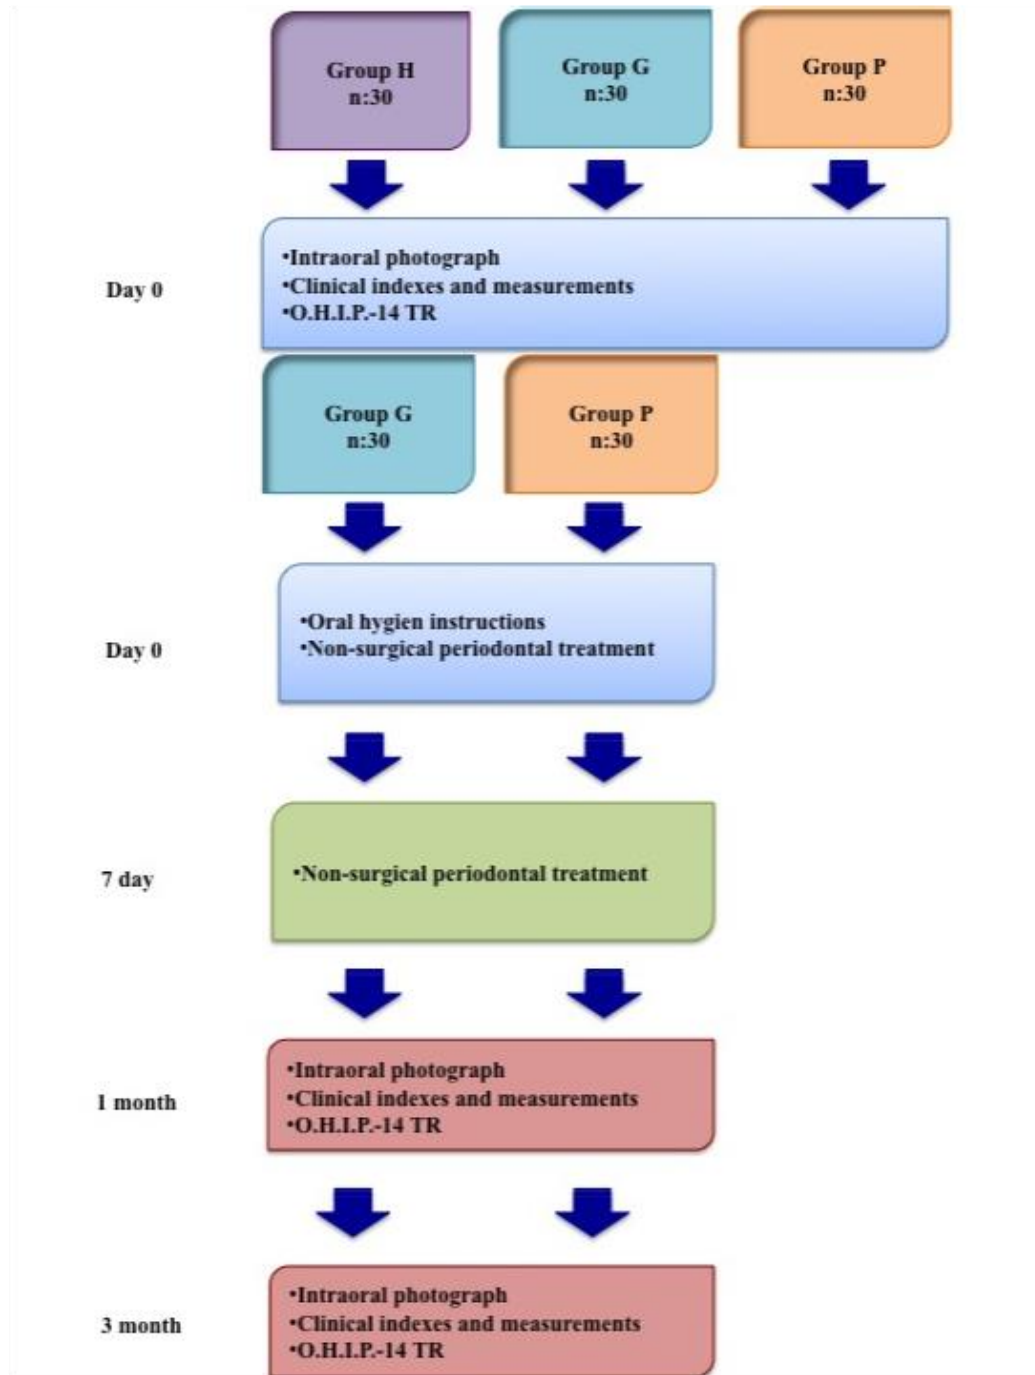 Group H
n:30
Group G
n:30
Group P
n:30
Day 0
•Intraoral photograph
•Clinical indexes and measurements
•O.H.I.P.-14 TR
Group G
n:30
Group P
n:30
Day 0
•Oral hygien instructions
•Non-surgical periodontal treatment
7 day
•Non-surgical periodontal treatment
1 month
•Intraoral photograph
•Clinical indexes and measurements
•O.H.I.P.-14 TR
3 month
•Intraoral photograph
•Clinical indexes and measurements
•O.H.I.P.-14 TR